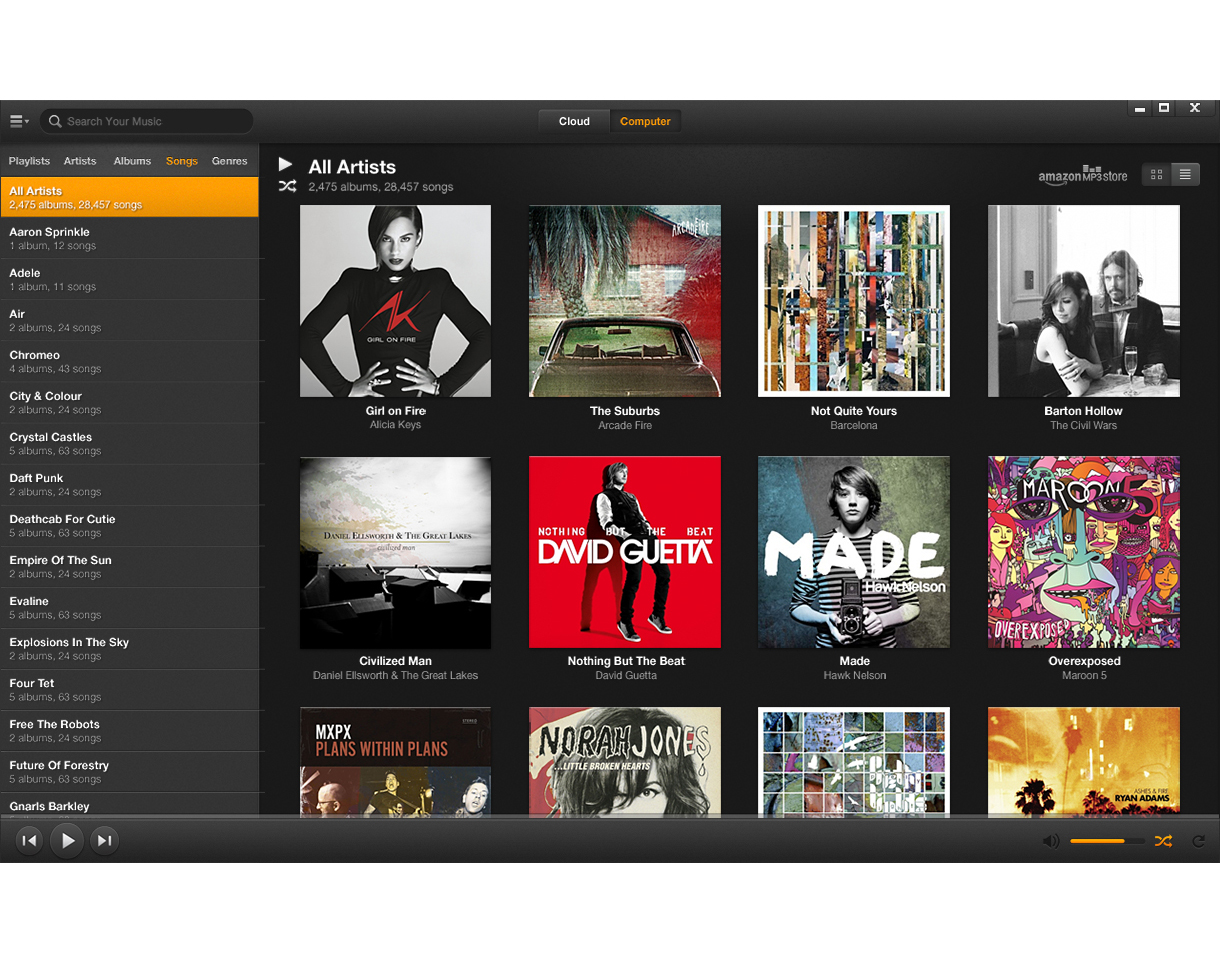 Search Your Music
Cloud
Computer
Playlists
Artists
Albums
Songs
Genres
All Artists
2,475 albums, 28,457 songs
Aaron Sprinkle
1 album, 12 songs
Adele
1 album, 11 songs
Air
2 albums, 24 songs
Chromeo
4 albums, 43 songs
City & Colour
2 albums, 24 songs
Crystal Castles
5 albums, 63 songs
Daft Punk
2 albums, 24 songs
Deathcab For Cutie
5 albums, 63 songs
Empire Of The Sun
2 albums, 24 songs
Evaline
5 albums, 63 songs
Explosions In The Sky
2 albums, 24 songs
Four Tet
5 albums, 63 songs
Free The Robots
2 albums, 24 songs
Future Of Forestry
5 albums, 63 songs
Gnarls Barkley
All Artists
2,475 albums, 28,457 songs
amazonMP3store
AK
GIRL ON FIRE
Girl on Fire
Alicia Keys
ARCADE FIRE
The Suburbs
Arcade Fire
Not Quite Yours
Barcelona
Barton Hollow
The Civil Wars
DANIEL ELLSWORTH & THE GREAT LAKES
civilized man
Civilized Man
Daniel Ellsworth & The Great Lakes
NOTHING BUT THE BEAT
DAVID GUETTA
Nothing But The Beat
David Guetta
MADE
HawkNelson
Made
Hawk Nelson
MAROON 5
OVEREXPOSED
Overexposed
Maroon 5
MXPX
STEREO
PLANS WITHIN PLANS
NORAH JONES
...LITTLE BROKEN HEARTS
ASHES & FIRE
RYAN ADAMS